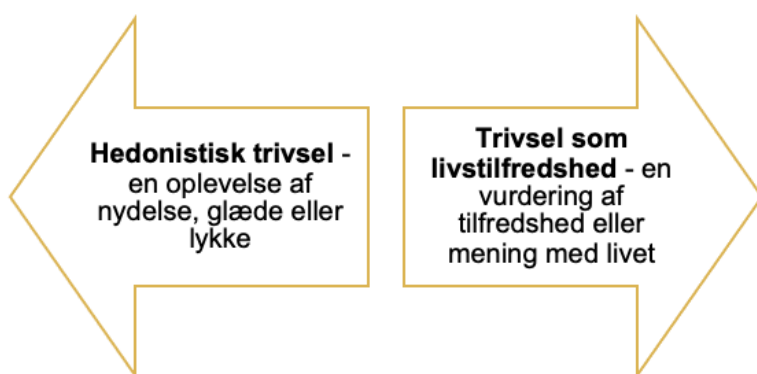 Hedonistisk trivsel -
en oplevelse af
nydelse, glæde eller
lykke
Trivsel som
livstilfredshed - en
vurdering af
tilfredshed eller
mening med livet